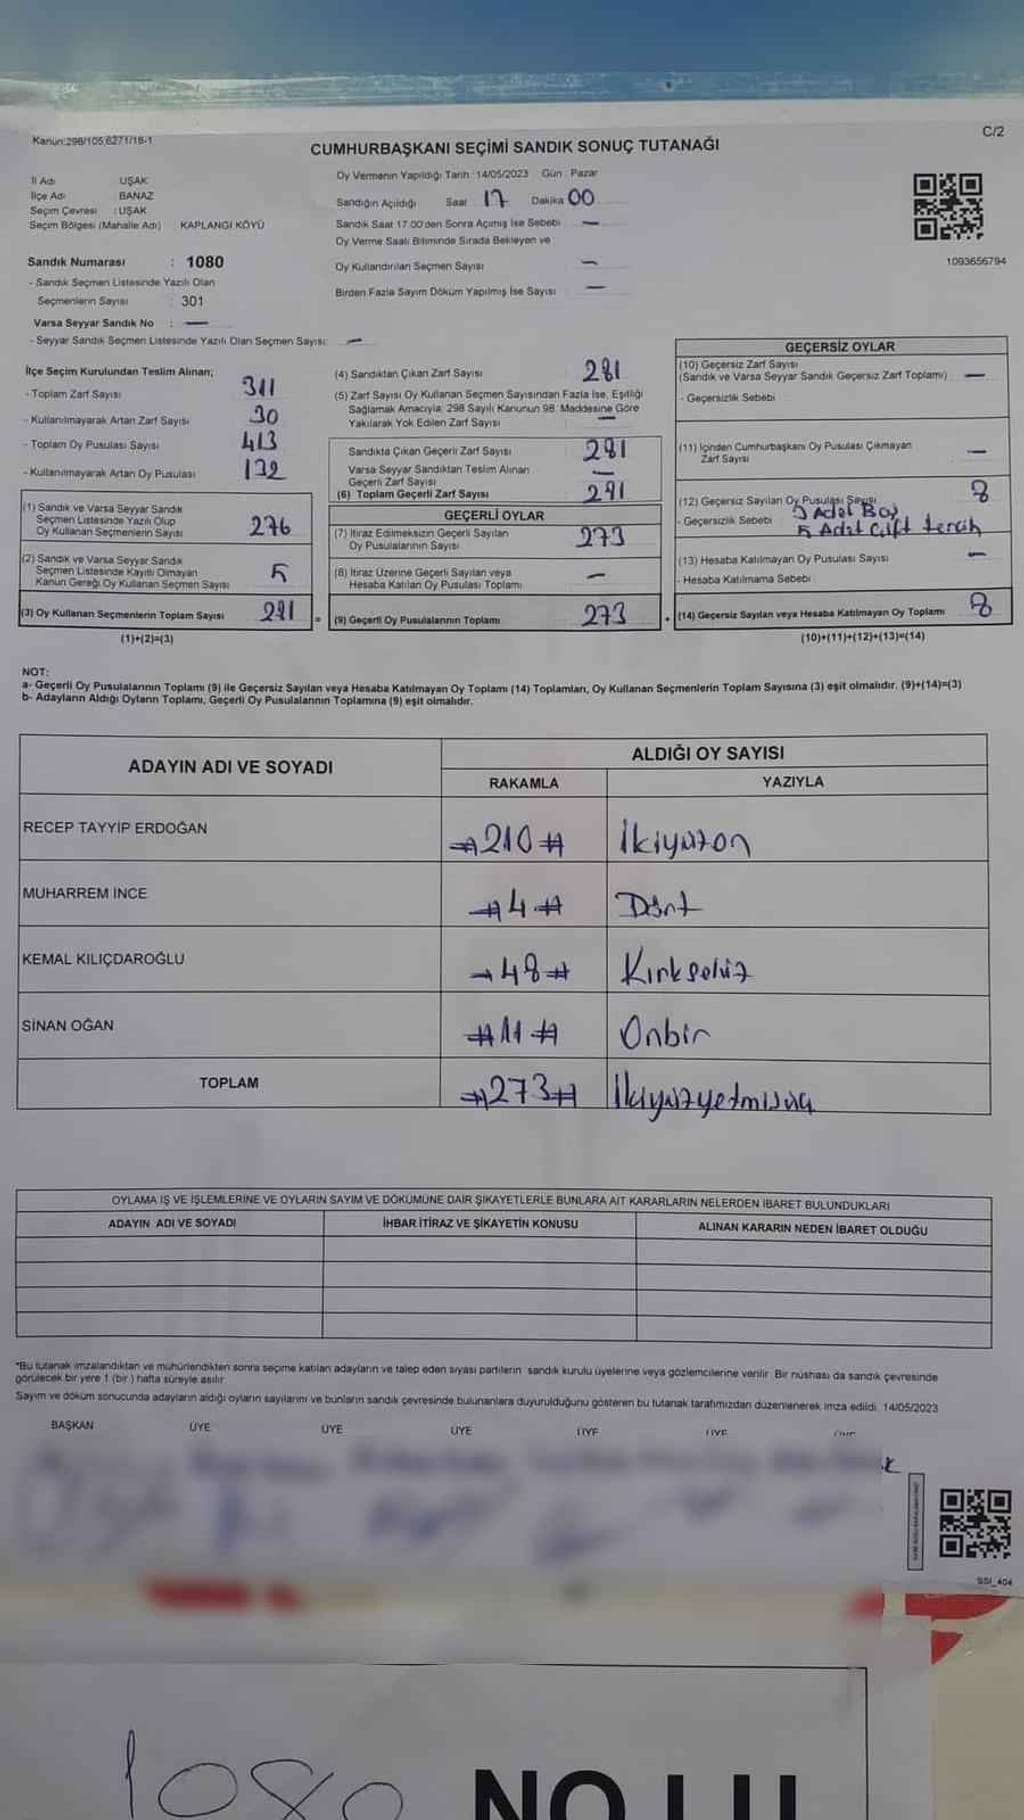 Kanun:298/105,6271/18-1
C/2
CUMHURBAŞKANI SEÇİMİ SANDIK SONUÇ TUTANAĞI
İl Adı UŞAK
İlçe Adı BANAZ
Seçim Çevresi : UŞAK
Seçim Bölgesi (Mahalle Adı) : KAPLANGI KÖYÜ
Sandık Numarası : 1080
- Sandık Seçmen Listesinde Yazılı Olan
Seçmenlerin Sayısı : 301
Varsa Seyyar Sandık No : —
- Seyyar Sandık Seçmen Listesinde Yazılı Olan Seçmen Sayısı: —
Oy Vermenin Yapıldığı Tarih : 14/05/2023 Gün : Pazar
Sandığın Açıldığı Saat 17 Dakika 00
Sandık Saat 17.00'den Sonra Açılmış İse Sebebi —
Oy Verme Saati Bitiminde Sırada Bekleyen ve
Oy Kullandırılan Seçmen Sayısı —
Birden Fazla Sayım Döküm Yapılmış İse Sayısı —
1093656794
İlçe Seçim Kurulundan Teslim Alınan;
- Toplam Zarf Sayısı 311
- Kullanılmayarak Artan Zarf Sayısı 30
- Toplam Oy Pusulası Sayısı 413
- Kullanılmayarak Artan Oy Pusulası 132
(1) Sandık ve Varsa Seyyar Sandık
Seçmen Listesinde Yazılı Olup
Oy Kullanan Seçmenlerin Sayısı 276
(2) Sandık ve Varsa Seyyar Sandık
Seçmen Listesinde Kayıtlı Olmayan
Kanun Gereği Oy Kullanan Seçmen Sayısı 5
(3) Oy Kullanan Seçmenlerin Toplam Sayısı 281 =
(1)+(2)=(3)
(4) Sandıktan Çıkan Zarf Sayısı 281
(5) Zarf Sayısı Oy Kullanan Seçmen Sayısından Fazla İse, Eşitliği
Sağlamak Amacıyla; 298 Sayılı Kanunun 98. Maddesine Göre
Yakılarak Yok Edilen Zarf Sayısı —
Sandıkta Çıkan Geçerli Zarf Sayısı 281
Varsa Seyyar Sandıktan Teslim Alınan
Geçerli Zarf Sayısı —
(6) Toplam Geçerli Zarf Sayısı 281
GEÇERLİ OYLAR
(7) İtiraz Edilmeksizin Geçerli Sayılan
Oy Pusulalarının Sayısı 273
(8) İtiraz Üzerine Geçerli Sayılan veya
Hesaba Katılan Oy Pusulası Toplamı —
(9) Geçerli Oy Pusulalarının Toplamı 273 +
GEÇERSİZ OYLAR
(10) Geçersiz Zarf Sayısı
(Sandık ve Varsa Seyyar Sandık Geçersiz Zarf Toplamı) —
- Geçersizlik Sebebi
(11) İçinden Cumhurbaşkanı Oy Pusulası Çıkmayan
Zarf Sayısı —
(12) Geçersiz Sayılan Oy Pusulası Sayısı 8
3 Adet Boş
- Geçersizlik Sebebi 5 Adet Çift tercih
(13) Hesaba Katılmayan Oy Pusulası Sayısı —
- Hesaba Katılmama Sebebi
(14) Geçersiz Sayılan veya Hesaba Katılmayan Oy Toplamı 8
(10)+(11)+(12)+(13)=(14)
NOT:
a- Geçerli Oy Pusulalarının Toplamı (9) ile Geçersiz Sayılan veya Hesaba Katılmayan Oy Toplamı (14) Toplamları, Oy Kullanan Seçmenlerin Toplam Sayısına (3) eşit olmalıdır. (9)+(14)=(3)
b- Adayların Aldığı Oyların Toplamı, Geçerli Oy Pusulalarının Toplamına (9) eşit olmalıdır.
ADAYIN ADI VE SOYADI
ALDIĞI OY SAYISI
RAKAMLA YAZIYLA
RECEP TAYYİP ERDOĞAN #210# İkiyüzon
MUHARREM İNCE #4# Dört
KEMAL KILIÇDAROĞLU #48# Kırksekiz
SİNAN OĞAN #11# Onbir
TOPLAM #273# İkiyüzyetmişüç
OYLAMA İŞ VE İŞLEMLERİNE VE OYLARIN SAYIM VE DÖKÜMÜNE DAİR ŞİKAYETLERLE BUNLARA AİT KARARLARIN NELERDEN İBARET BULUNDUKLARI
ADAYIN ADI VE SOYADI İHBAR İTİRAZ VE ŞİKAYETİN KONUSU ALINAN KARARIN NEDEN İBARET OLDUĞU
*Bu tutanak imzalandıktan ve mühürlendikten sonra seçime katılan adayların ve talep eden siyasi partilerin sandık kurulu üyelerine veya gözlemcilerine verilir. Bir nüshası da sandık çevresinde
görülecek bir yere 1 (bir ) hafta süreyle asılır.
Sayım ve döküm sonucunda adayların aldığı oyların sayılarını ve bunların sandık çevresinde bulunanlara duyurulduğunu gösteren bu tutanak tarafımızdan düzenlenerek imza edildi. 14/05/2023
BAŞKAN ÜYE ÜYE ÜYE ÜYE ÜYE ÜYE
SSI_404
1080 NO LU